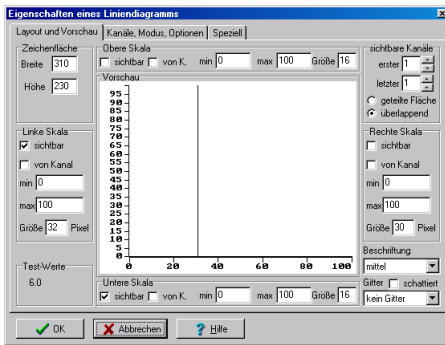 Eigenschaften eines Liniendiagramms
Layout und Vorschau
Kanäle, Modus, Optionen
Speziell
Zeichenfläche
Breite 310
Höhe 230
Obere Skala
sichtbar von K. min 0 max 100 Größe 16
sichtbare Kanäle
erster 1
letzter 1
geteilte Fläche
überlappend
Vorschau
95
90
85
80
75
70
65
60
55
50
45
40
35
30
25
20
15
10
5
0
0 20 40 60 80 100
Linke Skala
sichtbar
von Kanal
min 0
max 100
Größe 32 Pixel
Rechte Skala
sichtbar
von Kanal
min 0
max 100
Größe 30 Pixel
Test-Werte
6.0
Untere Skala
sichtbar von K. min 0 max 100 Größe 16
Beschriftung
mittel
Gitter schattiert
kein Gitter
OK
Abbrechen
Hilfe